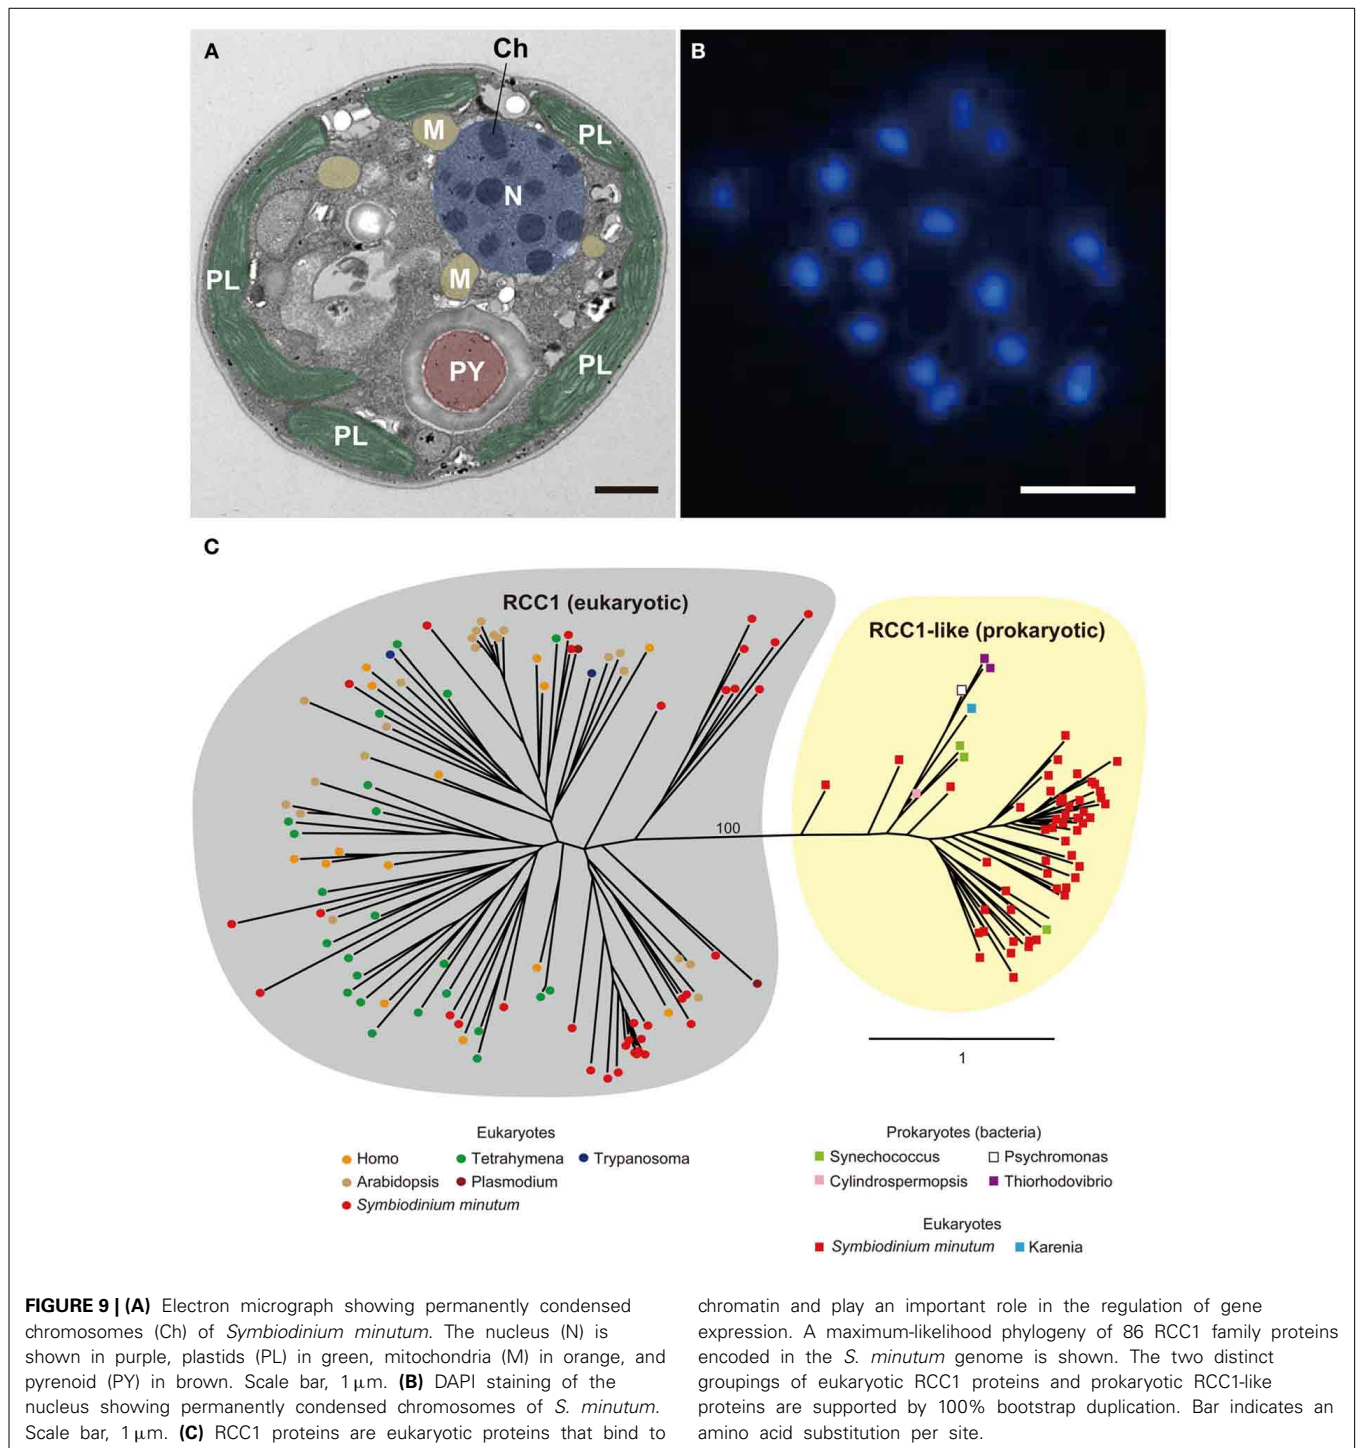 A
Ch
B
M
PL
N
PL
M
PY
PL
PL
C
RCC1 (eukaryotic)
RCC1-like (prokaryotic)
100
1
Eukaryotes
Homo
Tetrahymena
Trypanosoma
Arabidopsis
Plasmodium
Symbiodinium minutum
Prokaryotes (bacteria)
Synechococcus
Psychromonas
Cylindrospermopsis
Thiorhodovibrio
Eukaryotes
Symbiodinium minutum
Karenia
FIGURE 9 | (A) Electron micrograph showing permanently condensed
chromosomes (Ch) of Symbiodinium minutum. The nucleus (N) is
shown in purple, plastids (PL) in green, mitochondria (M) in orange, and
pyrenoid (PY) in brown. Scale bar, 1 μm. (B) DAPI staining of the
nucleus showing permanently condensed chromosomes of S. minutum.
Scale bar, 1 μm. (C) RCC1 proteins are eukaryotic proteins that bind to
chromatin and play an important role in the regulation of gene
expression. A maximum-likelihood phylogeny of 86 RCC1 family proteins
encoded in the S. minutum genome is shown. The two distinct
groupings of eukaryotic RCC1 proteins and prokaryotic RCC1-like
proteins are supported by 100% bootstrap duplication. Bar indicates an
amino acid substitution per site.